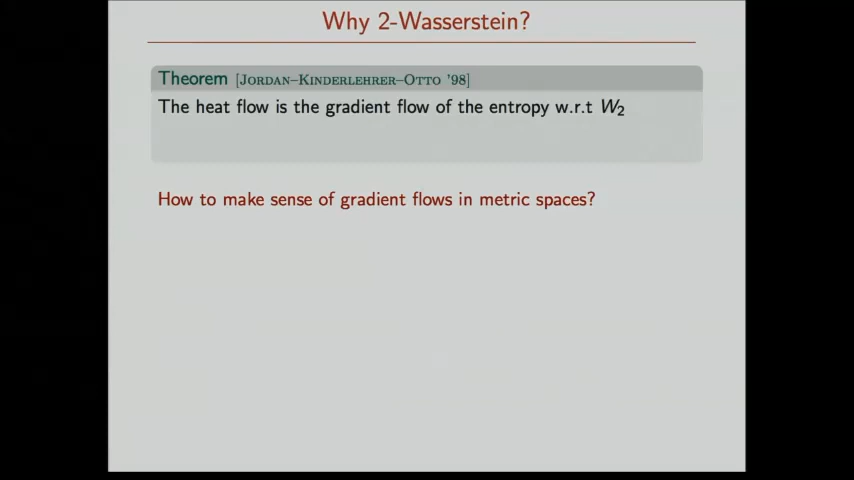 Why 2-Wasserstein?
Theorem [Jordan–Kinderlehrer–Otto '98]
The heat flow is the gradient flow of the entropy w.r.t W₂
How to make sense of gradient flows in metric spaces?